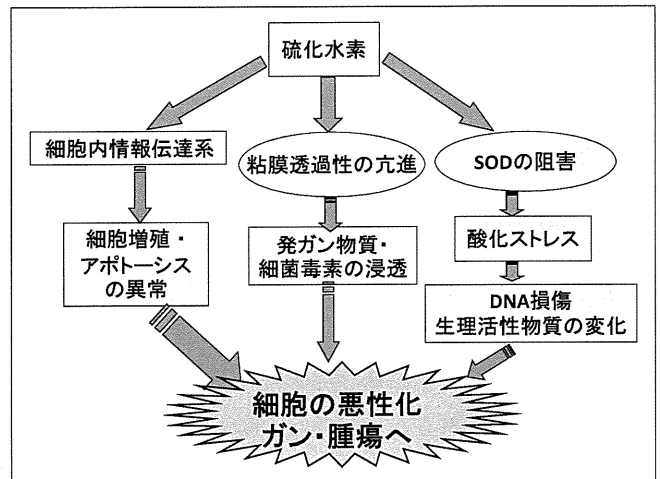 硫化水素
細胞内情報伝達系
粘膜透過性の亢進
SODの阻害
細胞増殖・
アポトーシス
の異常
発ガン物質・
細菌毒素の浸透
酸化ストレス
DNA損傷
生理活性物質の変化
細胞の悪性化
ガン・腫瘍へ